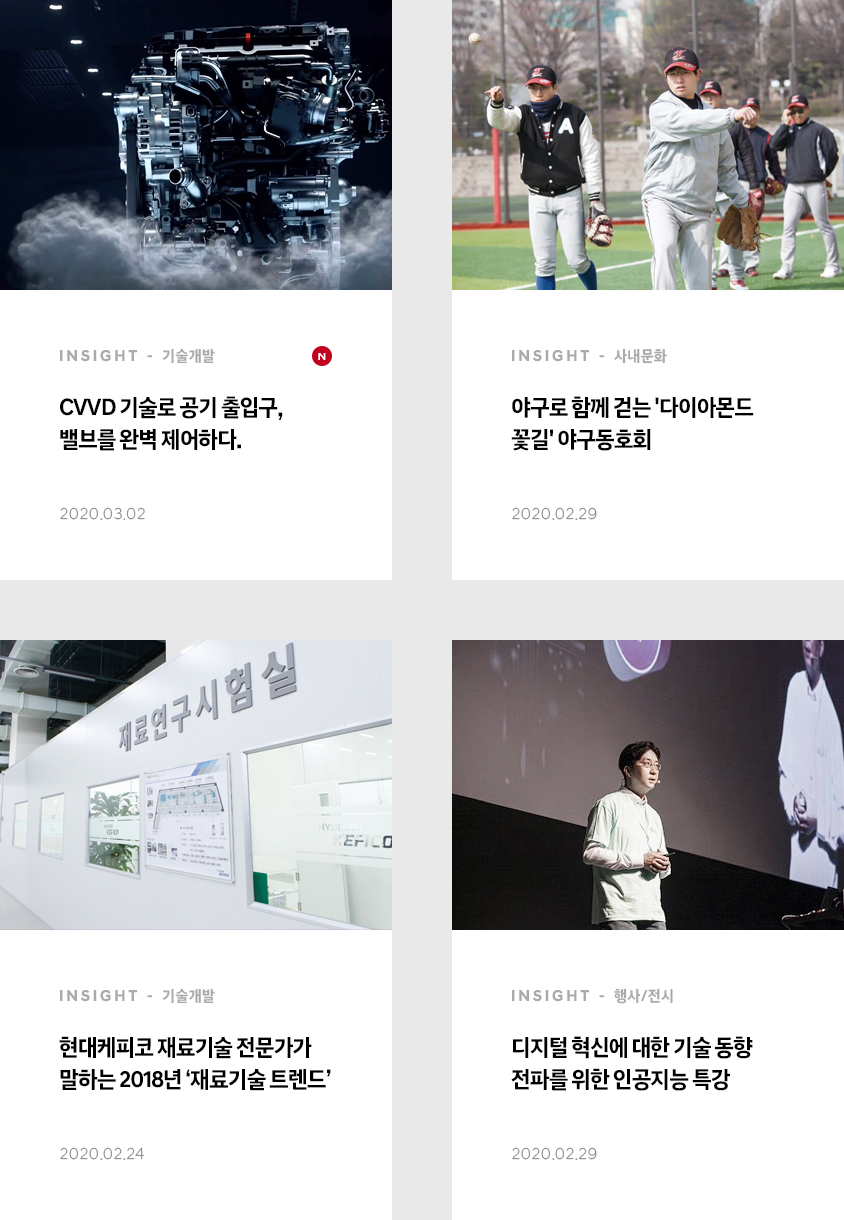 A
INSIGHT - 기술개발
N
CVVD 기술로 공기 출입구,
밸브를 완벽 제어하다.
2020.03.02
INSIGHT - 사내문화
야구로 함께 걷는 '다이아몬드
꽃길' 야구동호회
2020.02.29
재료연구시험실
KEFICO
KEFICO
INSIGHT - 기술개발
현대케피코 재료기술 전문가가
말하는 2018년 ‘재료기술 트렌드’
2020.02.24
INSIGHT - 행사/전시
디지털 혁신에 대한 기술 동향
전파를 위한 인공지능 특강
2020.02.29